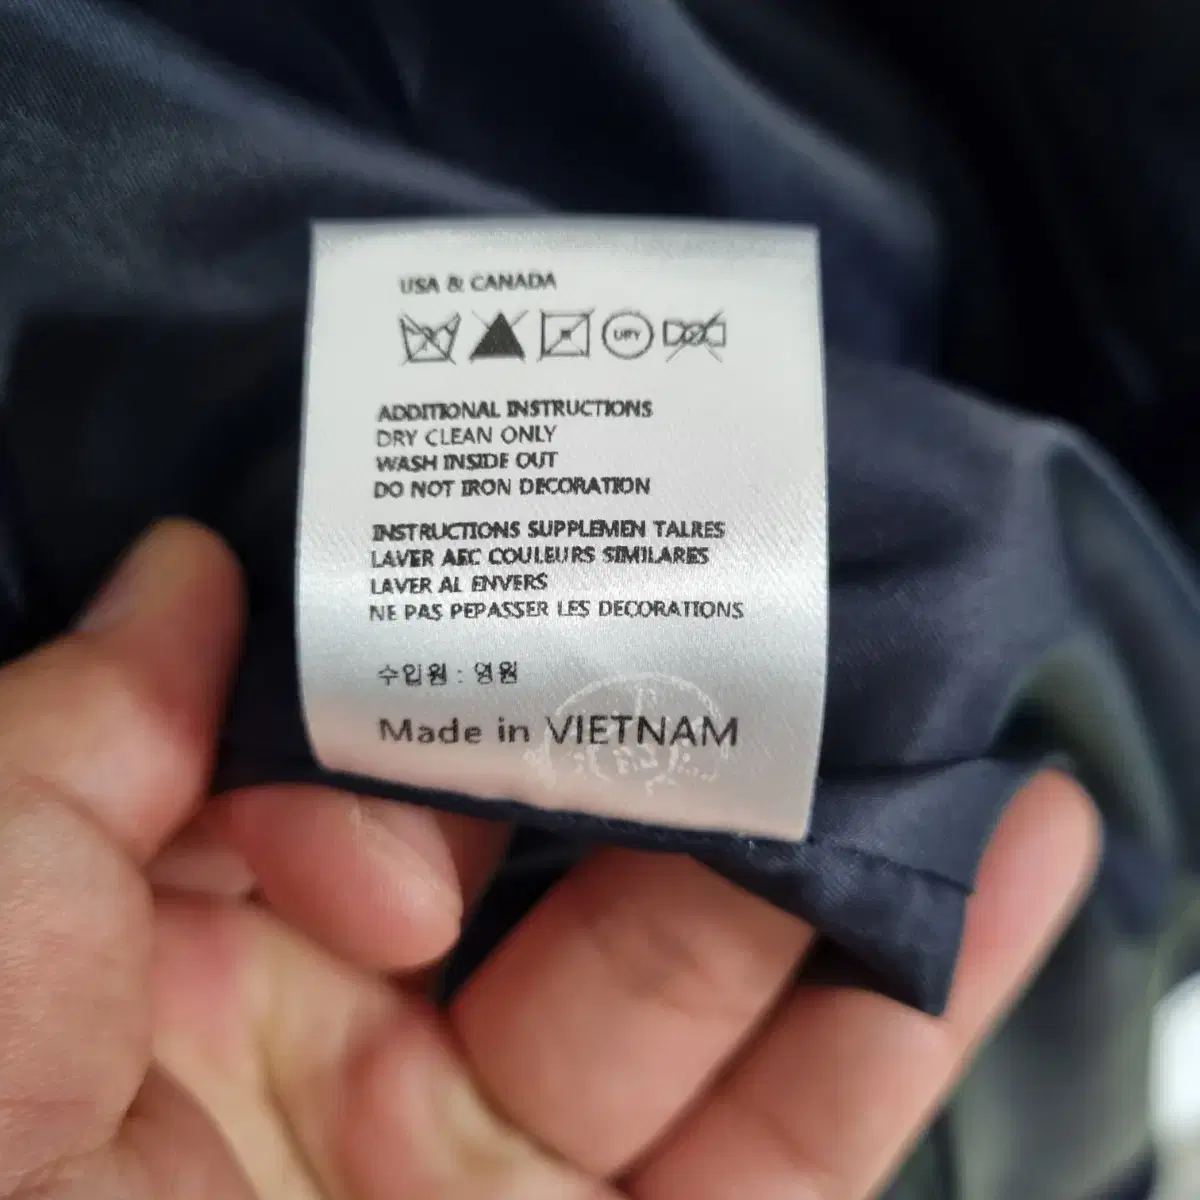 USA & CANADA
DRY
ADDITIONAL INSTRUCTIONS
DRY CLEAN ONLY
WASH INSIDE OUT
DO NOT IRON DECORATION
INSTRUCTIONS SUPPLEMEN TALRES
LAVER AEC COULEURS SIMILARES
LAVER AL ENVERS
NE PAS PEPASSER LES DECORATIONS
수입원 : 영원
Made in VIETNAM